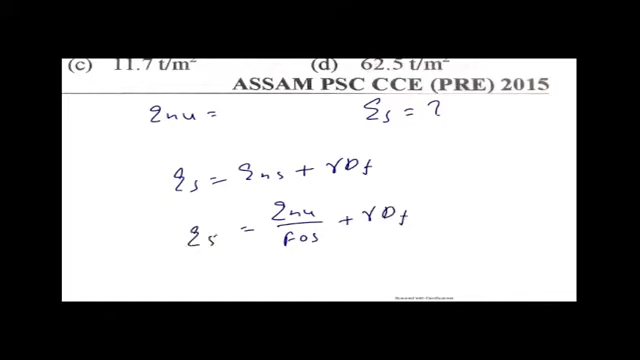 (c) 11.7 t/m² (d) 62.5 t/m²
ASSAM PSC CCE (PRE) 2015
qnu = qs = ?
qs = qns + γDf
qs = qnu/FOS + γDf